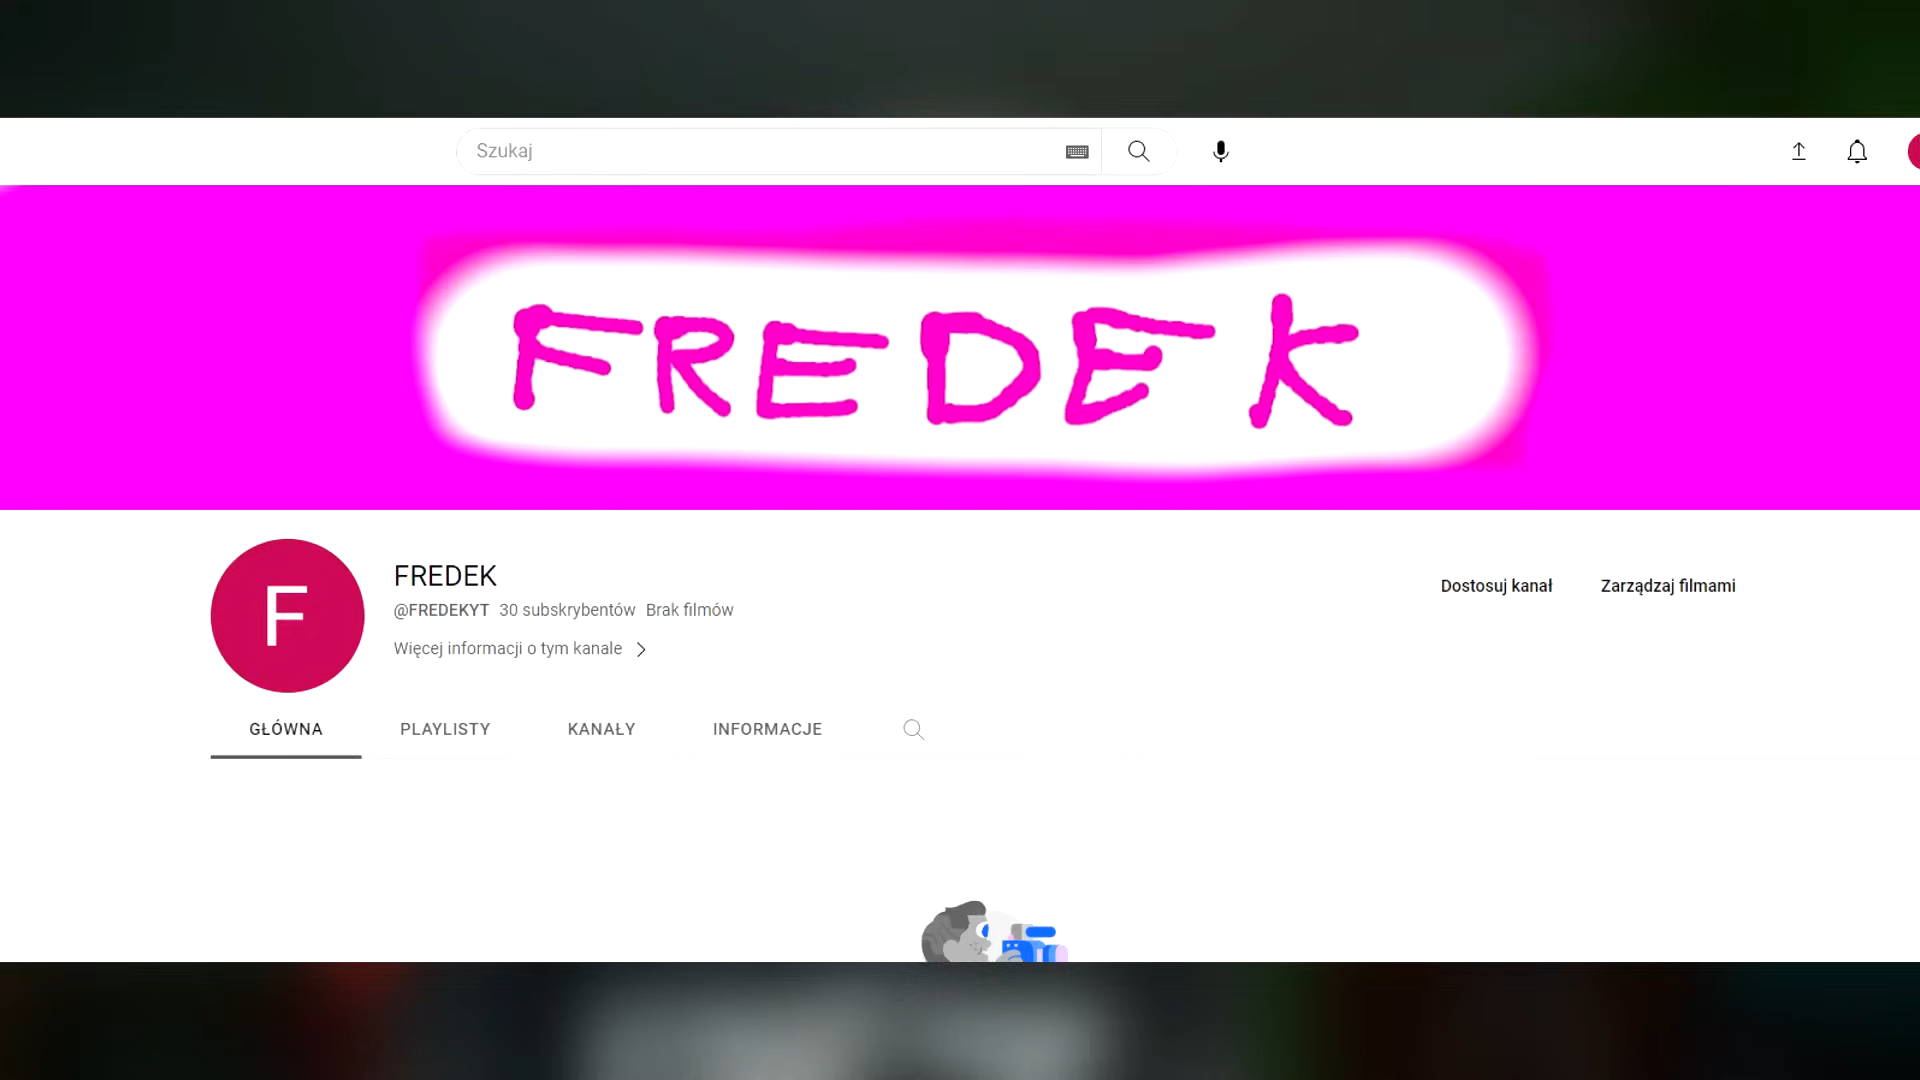 Szukaj
FREDEK
F
FREDEK
@FREDEKYT 30 subskrybentów Brak filmów
Więcej informacji o tym kanale
Dostosuj kanał
Zarządzaj filmami
GŁÓWNA PLAYLISTY KANAŁY INFORMACJE